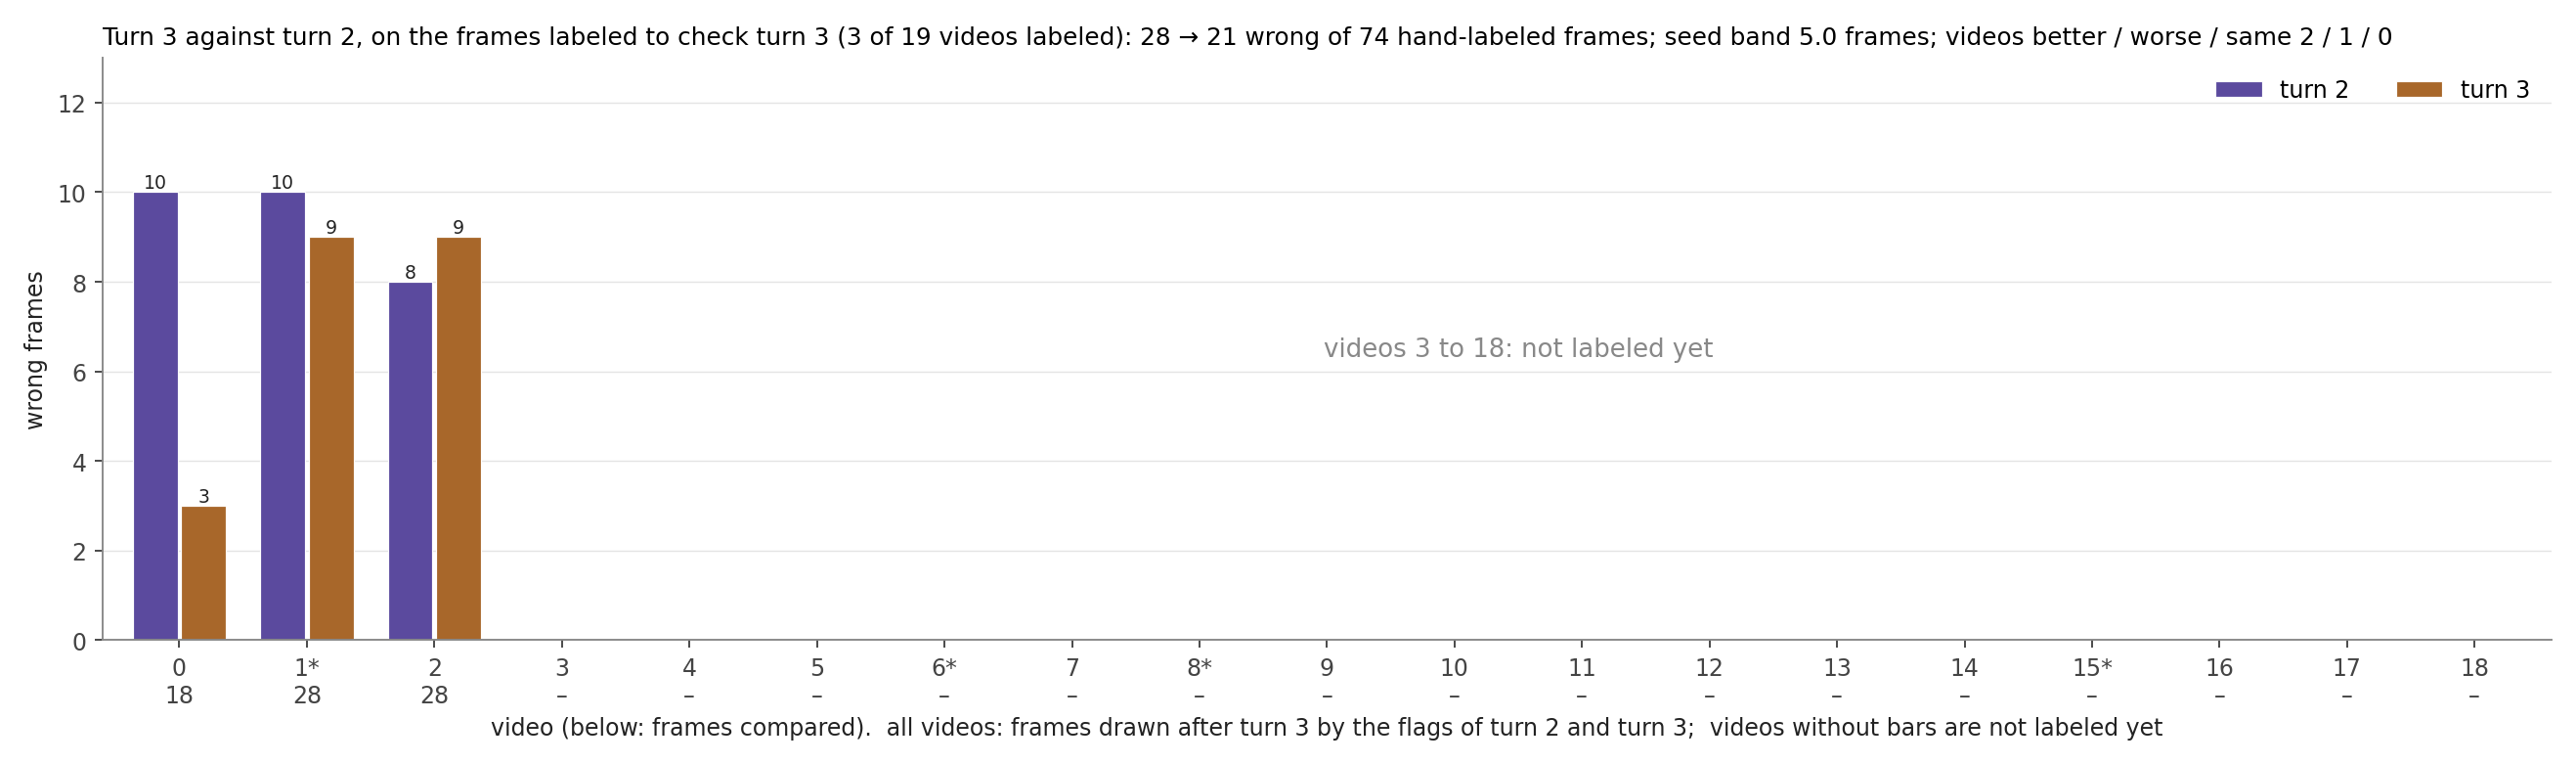 Turn 3 against turn 2, on the frames labeled to check turn 3 (3 of 19 videos labeled): 28 → 21 wrong of 74 hand-labeled frames; seed band 5.0 frames; videos better / worse / same 2 / 1 / 0
turn 2 turn 3
wrong frames
12
10
8
6
4
2
0
10 3 10 9 8 9
videos 3 to 18: not labeled yet
0 1* 2 3 4 5 6* 7 8* 9 10 11 12 13 14 15* 16 17 18
18 28 28 – – – – – – – – – – – – – – – –
video (below: frames compared).  all videos: frames drawn after turn 3 by the flags of turn 2 and turn 3;  videos without bars are not labeled yet